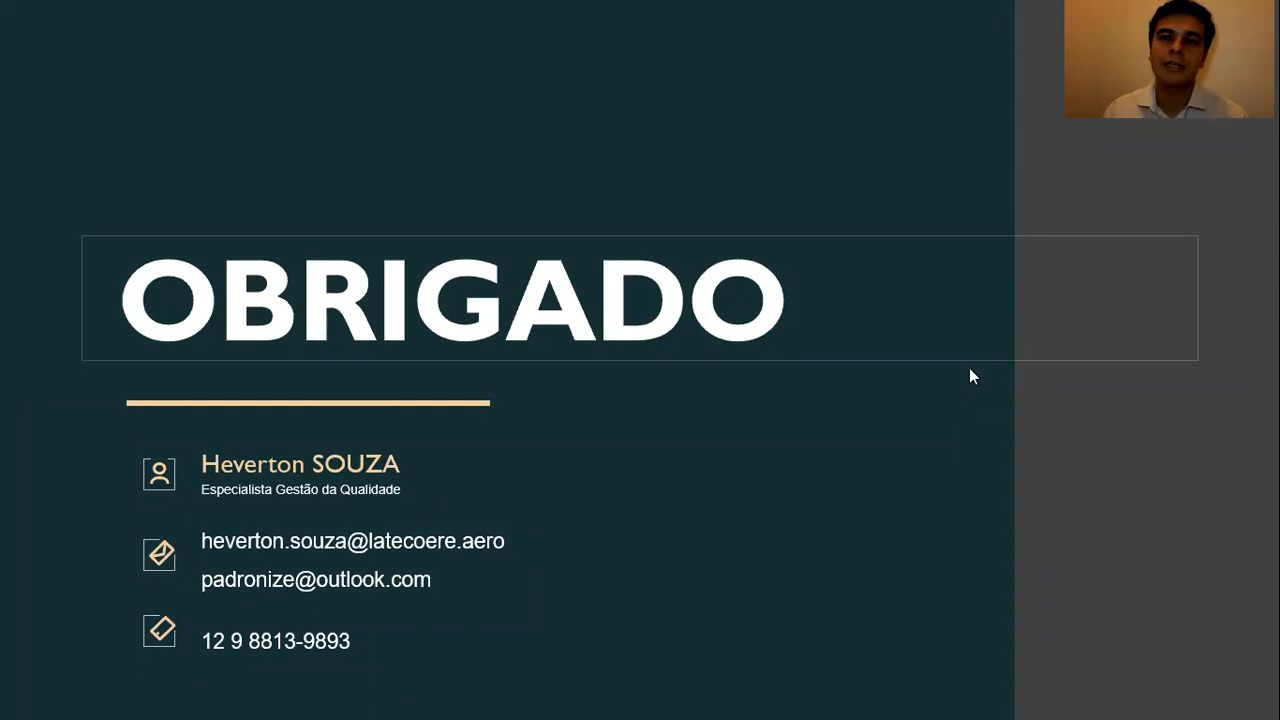 OBRIGADO
Heverton SOUZA
Especialista Gestão da Qualidade
heverton.souza@latecoere.aero
padronize@outlook.com
12 9 8813-9893